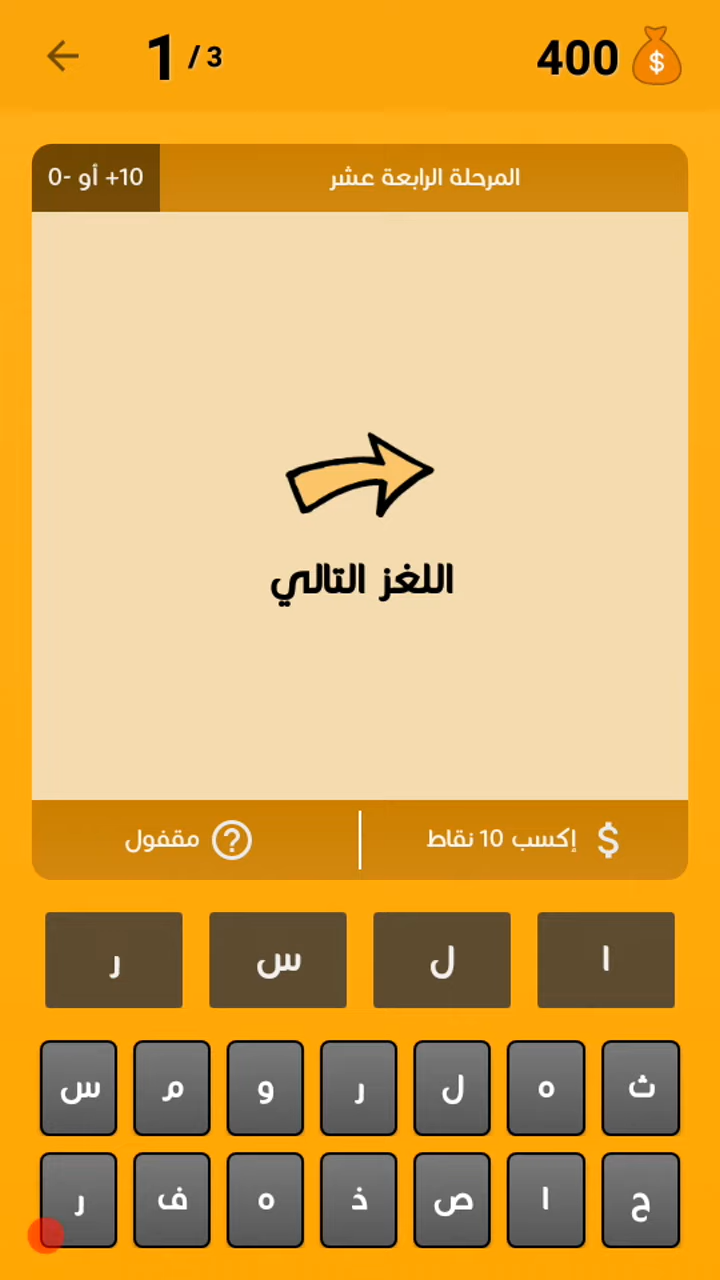 1 / 3
400
المرحلة الرابعة عشر
10+ أو -0
اللغز التالي
إكسب 10 نقاط
مقفول
ا ل س ر
ث ه ل ر و م س
ح ا ص ذ ه ف ر